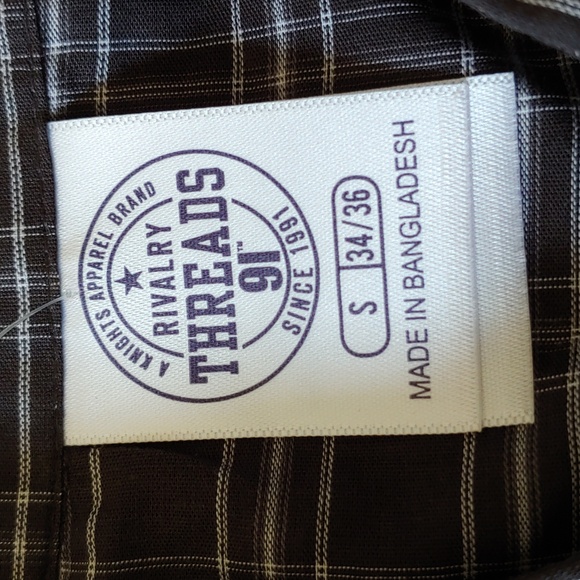 A KNIGHTS APPAREL BRAND
RIVALRY
THREADS
91™
SINCE 1991
S 34/36
MADE IN BANGLADESH